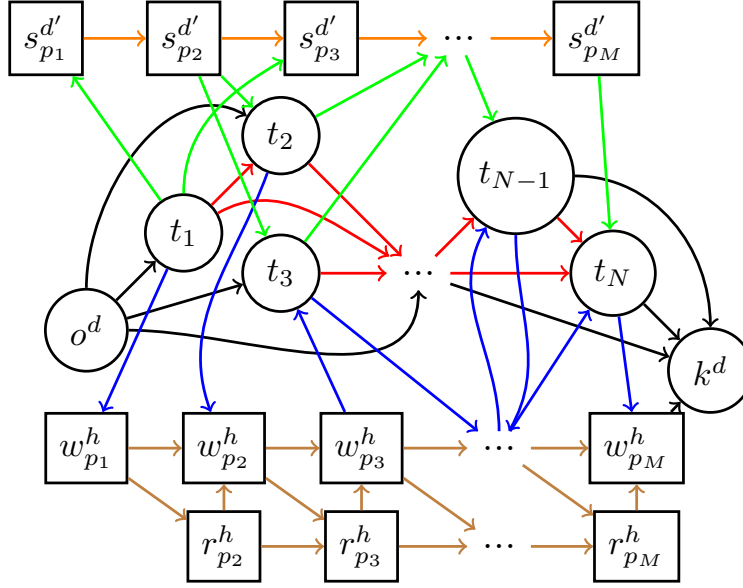 $s_{p_1}^{d'}$ $s_{p_2}^{d'}$ $s_{p_3}^{d'}$ ... $s_{p_M}^{d'}$
$t_2$
$t_{N-1}$
$t_1$
$t_3$ ... $t_N$
$o^d$
$k^d$
$w_{p_1}^h$ $w_{p_2}^h$ $w_{p_3}^h$ ... $w_{p_M}^h$
$r_{p_2}^h$ $r_{p_3}^h$ ... $r_{p_M}^h$